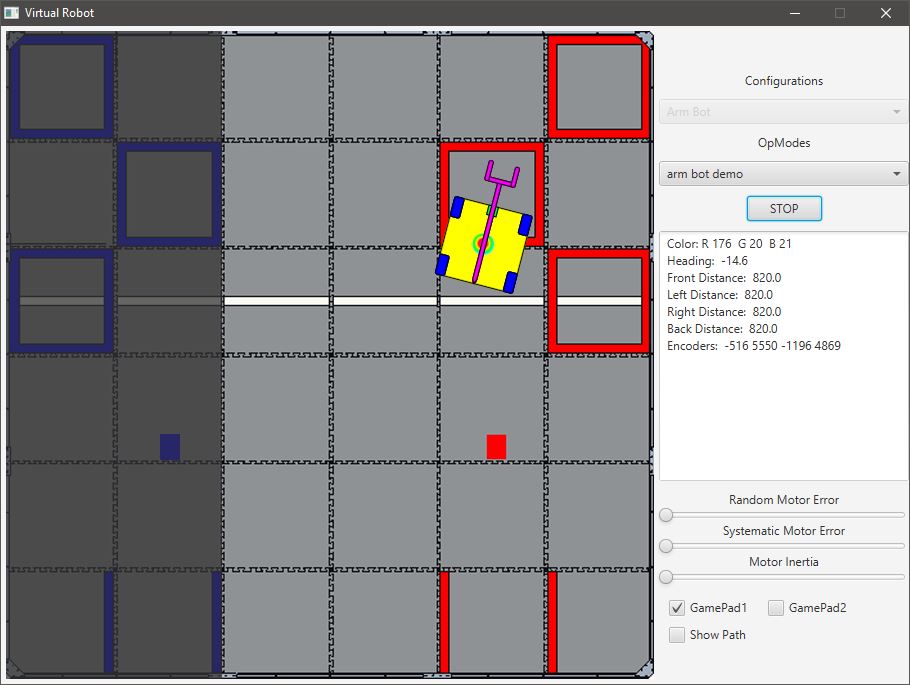 Virtual Robot
Configurations
Arm Bot
OpModes
arm bot demo
STOP
Color: R 176  G 20  B 21
Heading:  -14.6
Front Distance:  820.0
Left Distance:  820.0
Right Distance:  820.0
Back Distance:  820.0
Encoders:  -516 5550 -1196 4869
Random Motor Error
Systematic Motor Error
Motor Inertia
GamePad1 GamePad2
Show Path